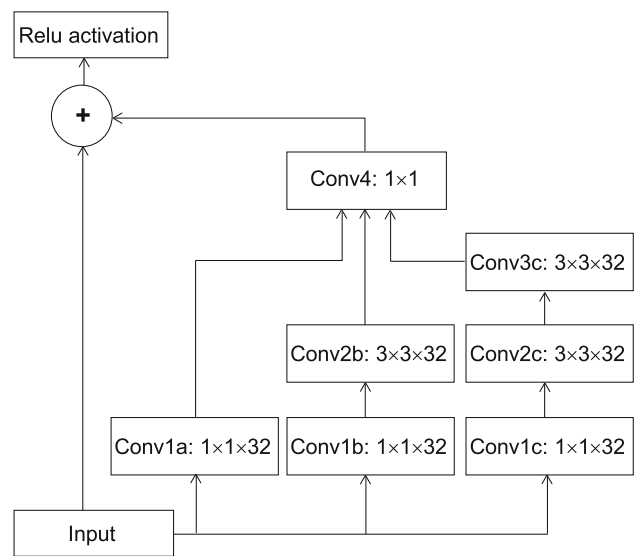 Relu activation
+
Conv4: 1×1
Conv3c: 3×3×32
Conv2b: 3×3×32
Conv2c: 3×3×32
Conv1a: 1×1×32
Conv1b: 1×1×32
Conv1c: 1×1×32
Input